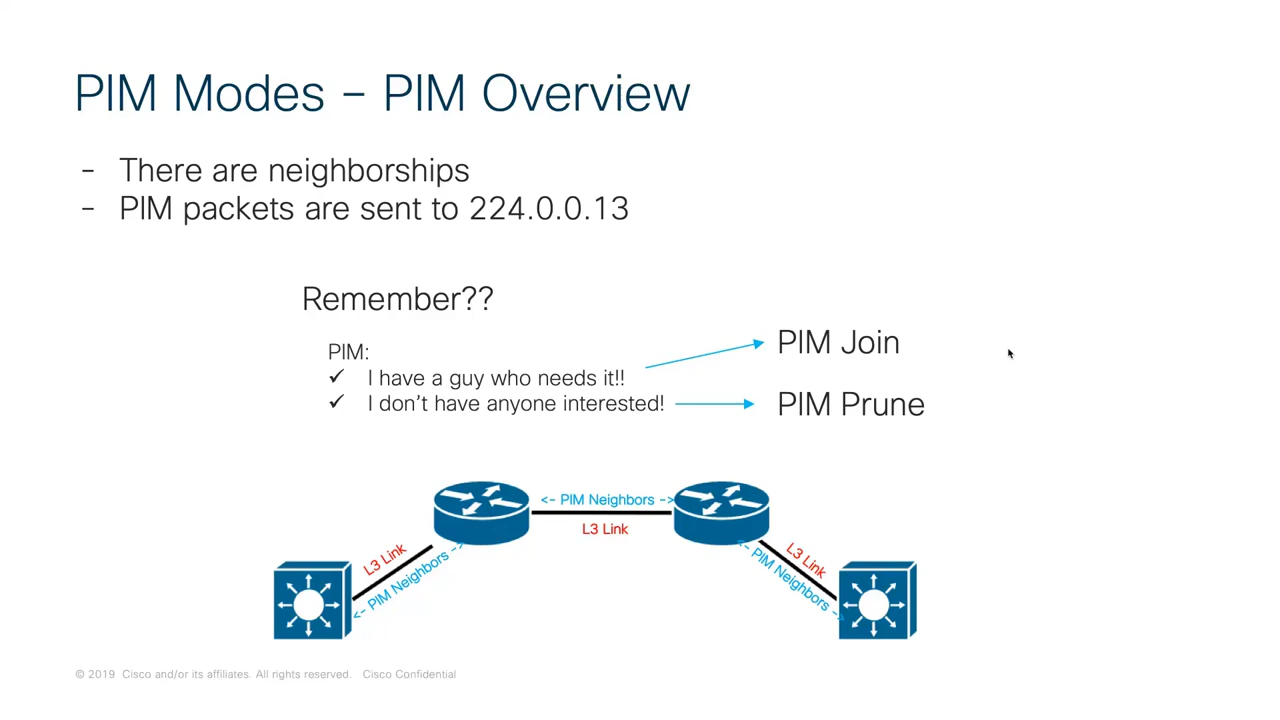 PIM Modes – PIM Overview
- There are neighborships
- PIM packets are sent to 224.0.0.13
Remember??
PIM:
✓ I have a guy who needs it!!
✓ I don't have anyone interested!
PIM Join
PIM Prune
<- PIM Neighbors ->
L3 Link
L3 Link
<- PIM Neighbors ->
L3 Link
<- PIM Neighbors ->
© 2019 Cisco and/or its affiliates. All rights reserved. Cisco Confidential